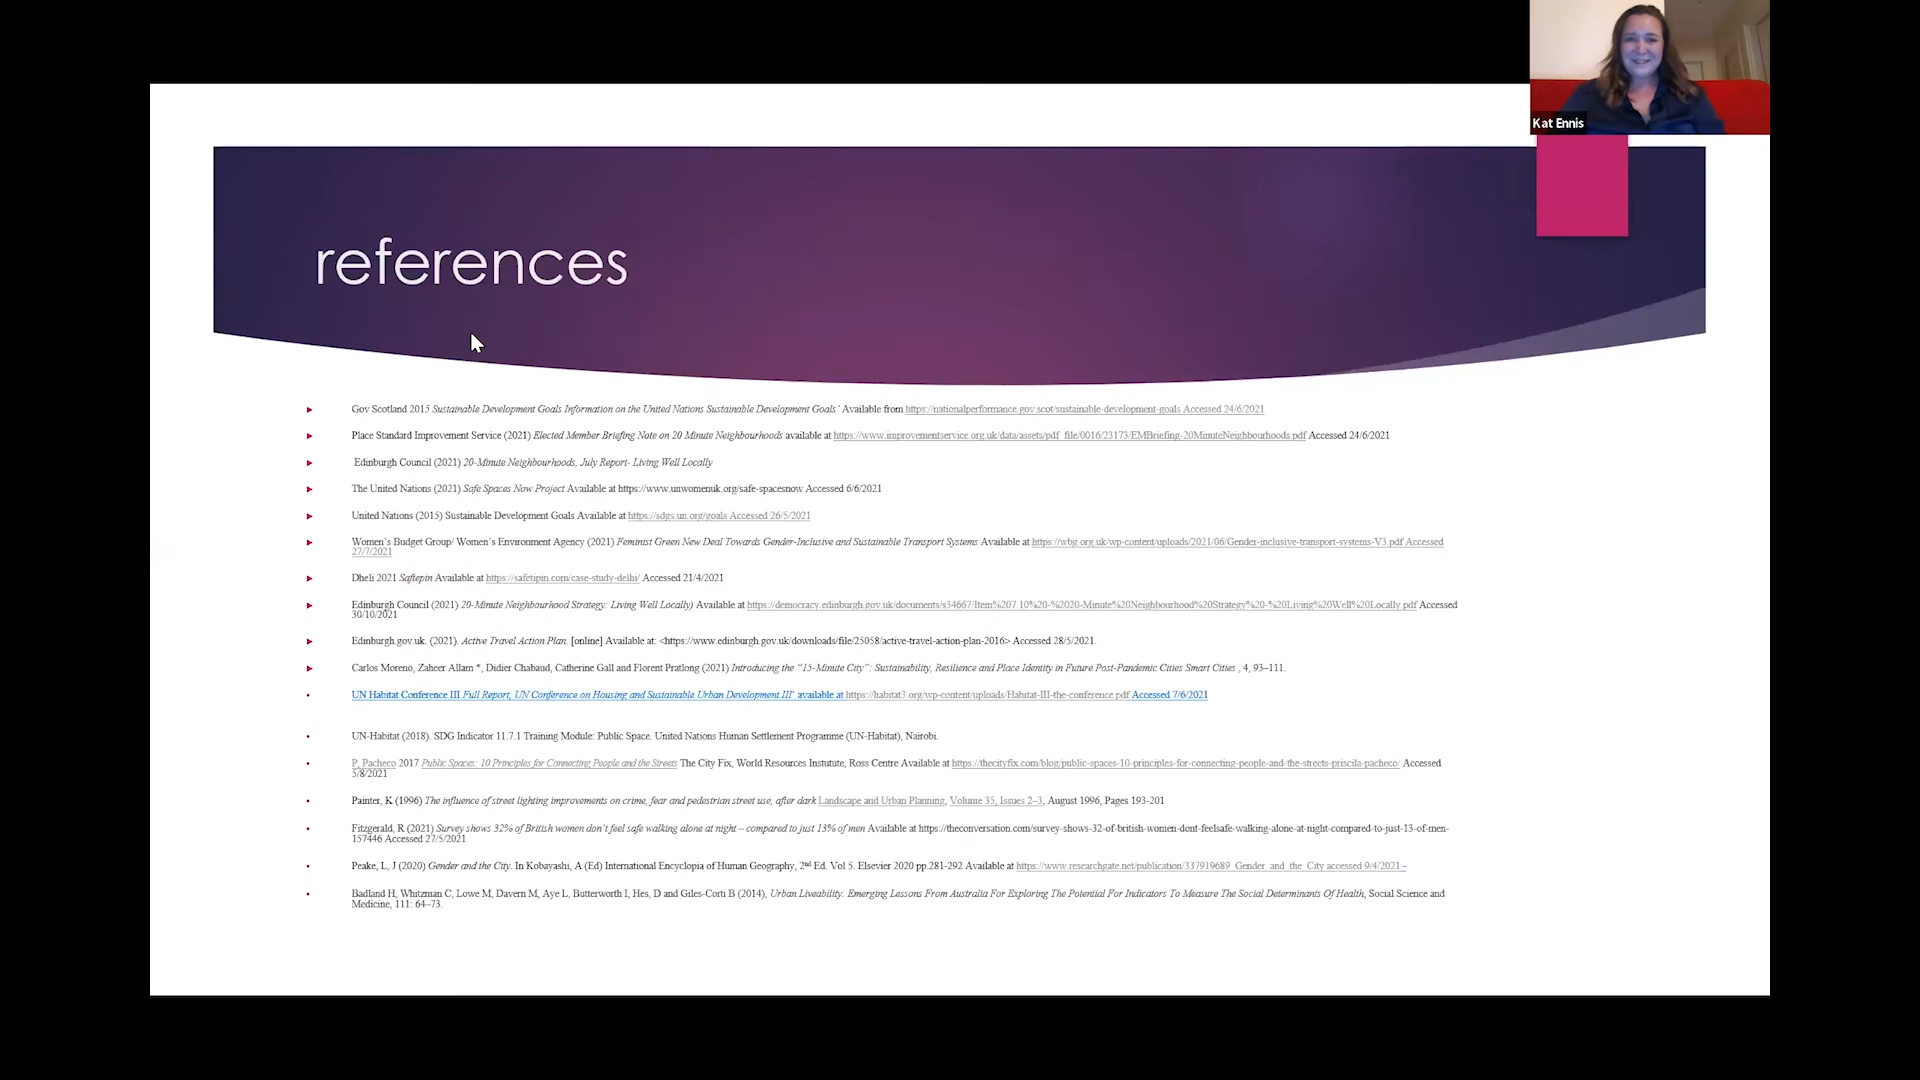 Kat Ennis
references
Gov Scotland 2015 Sustainable Development Goals Information on the United Nations Sustainable Development Goals' Available from https://nationalperformance.gov.scot/sustainable-development-goals Accessed 24/6/2021
Place Standard Improvement Service (2021) Elected Member Briefing Note on 20 Minute Neighbourhoods available at https://www.improvementservice.org.uk/data/assets/pdf_file/0016/23173/EMBriefing-20MinuteNeighbourhoods.pdf Accessed 24/6/2021
Edinburgh Council (2021) 20-Minute Neighbourhoods, July Report- Living Well Locally
The United Nations (2021) Safe Spaces Now Project Available at https://www.unwomenuk.org/safe-spacesnow Accessed 6/6/2021
United Nations (2015) Sustainable Development Goals Available at https://sdgs.un.org/goals Accessed 26/5/2021
Women's Budget Group/ Women's Environment Agency (2021) Feminist Green New Deal Towards Gender-Inclusive and Sustainable Transport Systems Available at https://wbg.org.uk/wp-content/uploads/2021/06/Gender-inclusive-transport-systems-V3.pdf Accessed
27/7/2021
Dheli 2021 Saftepin Available at https://safetipin.com/case-study-delhi/ Accessed 21/4/2021
Edinburgh Council (2021) 20-Minute Neighbourhood Strategy: Living Well Locally) Available at https://democracy.edinburgh.gov.uk/documents/s34667/Item%207.10%20-%2020-Minute%20Neighbourhood%20Strategy%20-%20Living%20Well%20Locally.pdf Accessed
30/10/2021
Edinburgh.gov.uk. (2021). Active Travel Action Plan. [online] Available at: <https://www.edinburgh.gov.uk/downloads/file/25058/active-travel-action-plan-2016> Accessed 28/5/2021.
Carlos Moreno, Zaheer Allam *, Didier Chabaud, Catherine Gall and Florent Pratlong (2021) Introducing the "15-Minute City": Sustainability, Resilience and Place Identity in Future Post-Pandemic Cities Smart Cities , 4, 93–111.
UN Habitat Conference III Full Report, UN Conference on Housing and Sustainable Urban Development III' available at https://habitat3.org/wp-content/uploads/Habitat-III-the-conference.pdf Accessed 7/6/2021
UN-Habitat (2018). SDG Indicator 11.7.1 Training Module: Public Space. United Nations Human Settlement Programme (UN-Habitat), Nairobi.
P, Pacheco 2017 Public Spaces: 10 Principles for Connecting People and the Streets The City Fix, World Resources Instutute, Ross Centre Available at https://thecityfix.com/blog/public-spaces-10-principles-for-connecting-people-and-the-streets-priscila-pacheco/ Accessed
5/8/2021
Painter, K (1996) The influence of street lighting improvements on crime, fear and pedestrian street use, after dark Landscape and Urban Planning, Volume 35, Issues 2–3, August 1996, Pages 193-201
Fitzgerald, R (2021) Survey shows 32% of British women don't feel safe walking alone at night – compared to just 13% of men Available at https://theconversation.com/survey-shows-32-of-british-women-dont-feelsafe-walking-alone-at-night-compared-to-just-13-of-men-
157446 Accessed 27/5/2021
Peake, L, J (2020) Gender and the City. In Kobayashi, A (Ed) International Encyclopia of Human Geography, 2nd Ed. Vol 5. Elsevier 2020 pp.281-292 Available at https://www.researchgate.net/publication/337919689_Gender_and_the_City accessed 9/4/2021 -
Badland H, Whitzman C, Lowe M, Davern M, Aye L, Butterworth I, Hes, D and Giles-Corti B (2014), Urban Liveability: Emerging Lessons From Australia For Exploring The Potential For Indicators To Measure The Social Determinants Of Health, Social Science and
Medicine, 111: 64–73.